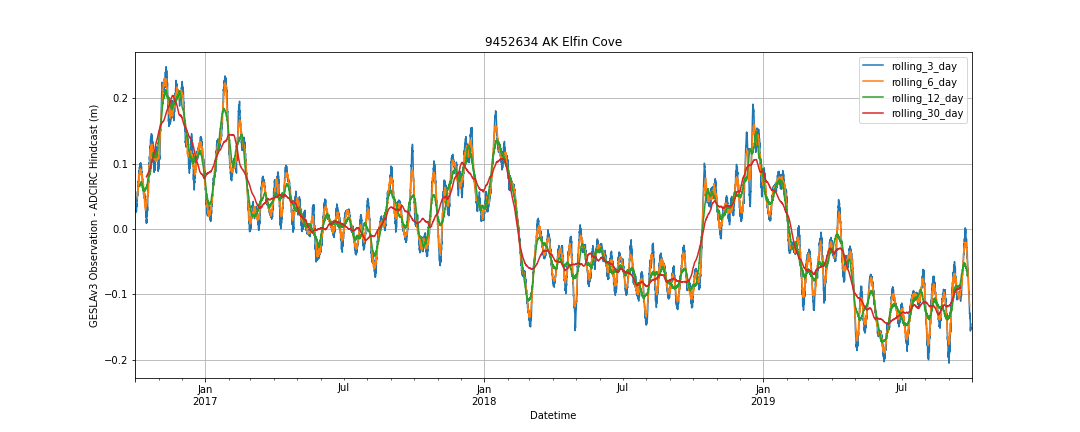 9452634 AK Elfin Cove
rolling_3_day
rolling_6_day
rolling_12_day
rolling_30_day
GESLAv3 Observation - ADCIRC Hindcast (m)
0.2
0.1
0.0
−0.1
−0.2
Jan Jul Jan Jul Jan Jul
2017 2018 2019
Datetime